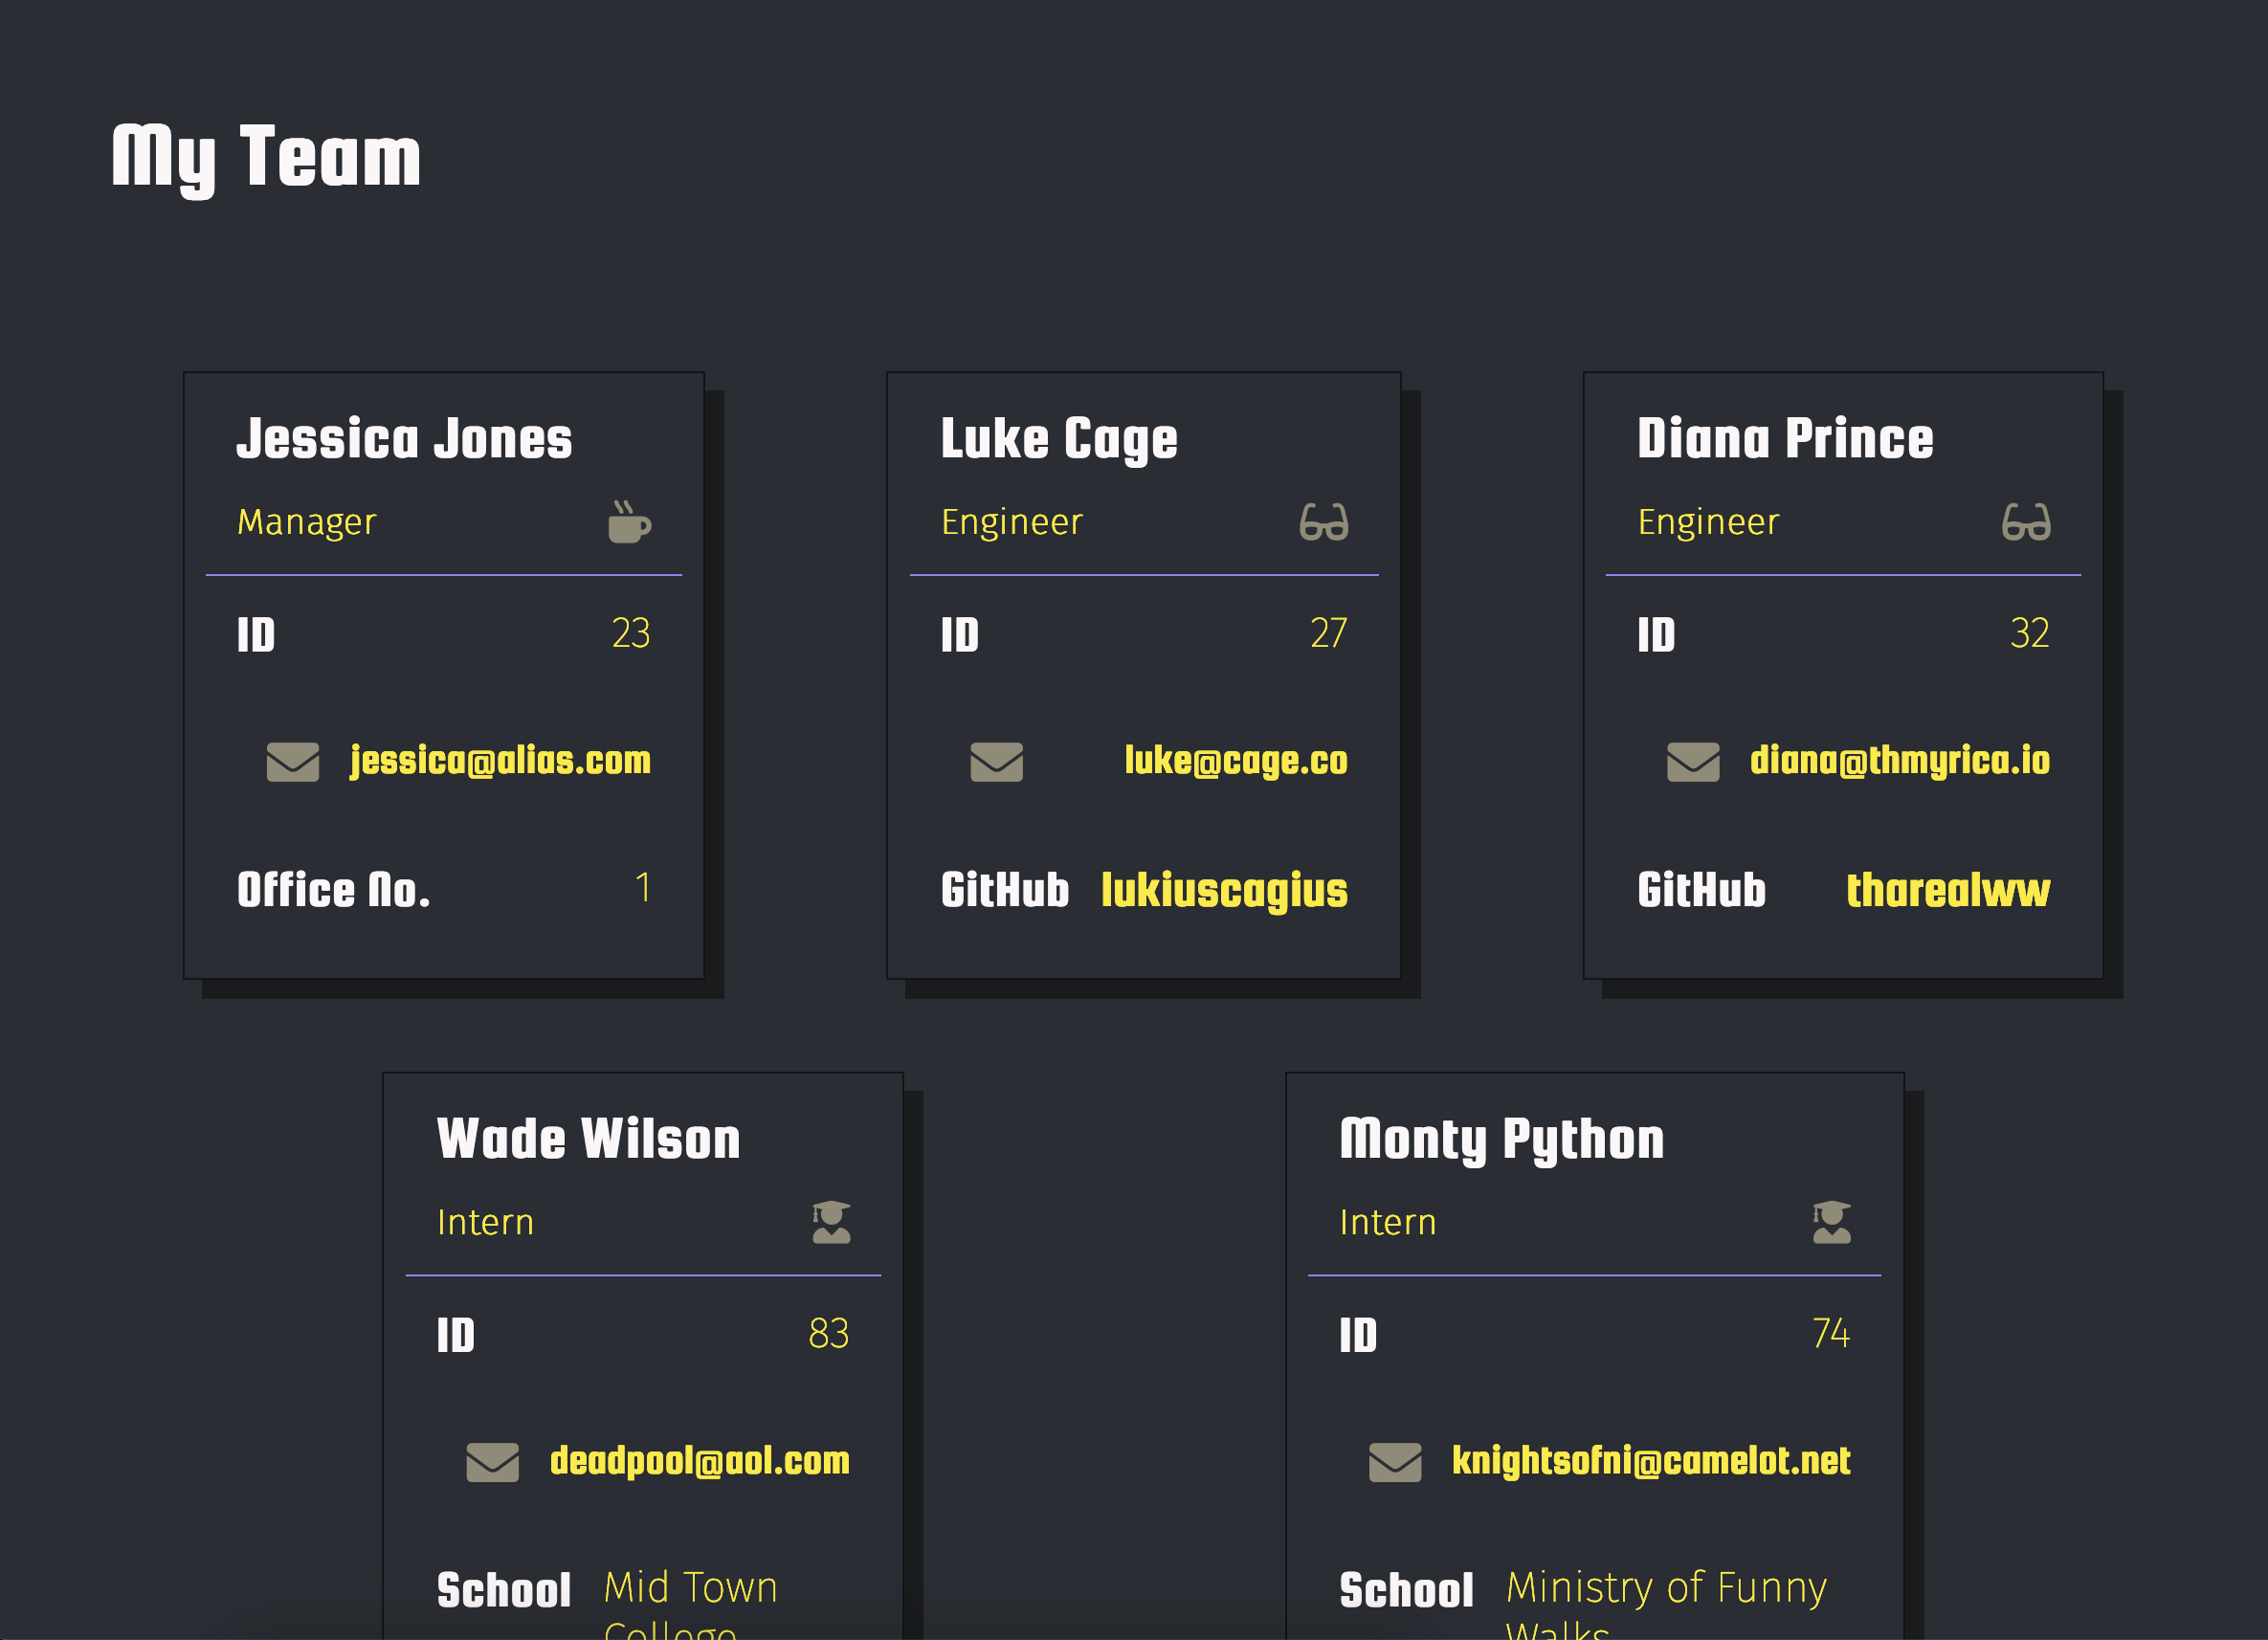 My Team
Jessica Jones
Manager
ID 23
jessica@alias.com
Office No. 1
Luke Cage
Engineer
ID 27
luke@cage.co
GitHub lukiuscagius
Diana Prince
Engineer
ID 32
diana@thmyrica.io
GitHub tharealww
Wade Wilson
Intern
ID 83
deadpool@aol.com
School Mid Town
College
Monty Python
Intern
ID 74
knightsofni@camelot.net
School Ministry of Funny
Walks